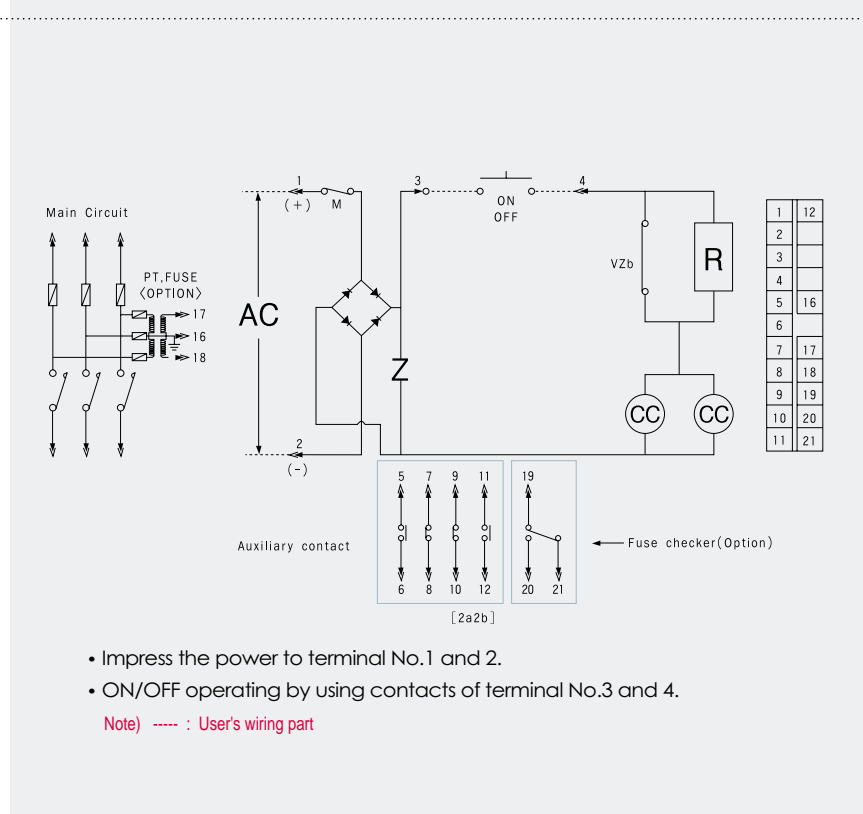 Main Circuit
PT,FUSE
〈OPTION〉
17
16
18
AC
1
(+)
M
2
(-)
3
ON
OFF
4
Z
VZb
R
CC CC
1 12
2
3
4
5 16
6
7 17
8 18
9 19
10 20
11 21
5 7 9 11 19
Auxiliary contact
Fuse checker(Option)
6 8 10 12 20 21
[2a2b]
• Impress the power to terminal No.1 and 2.
• ON/OFF operating by using contacts of terminal No.3 and 4.
Note) ----- : User's wiring part